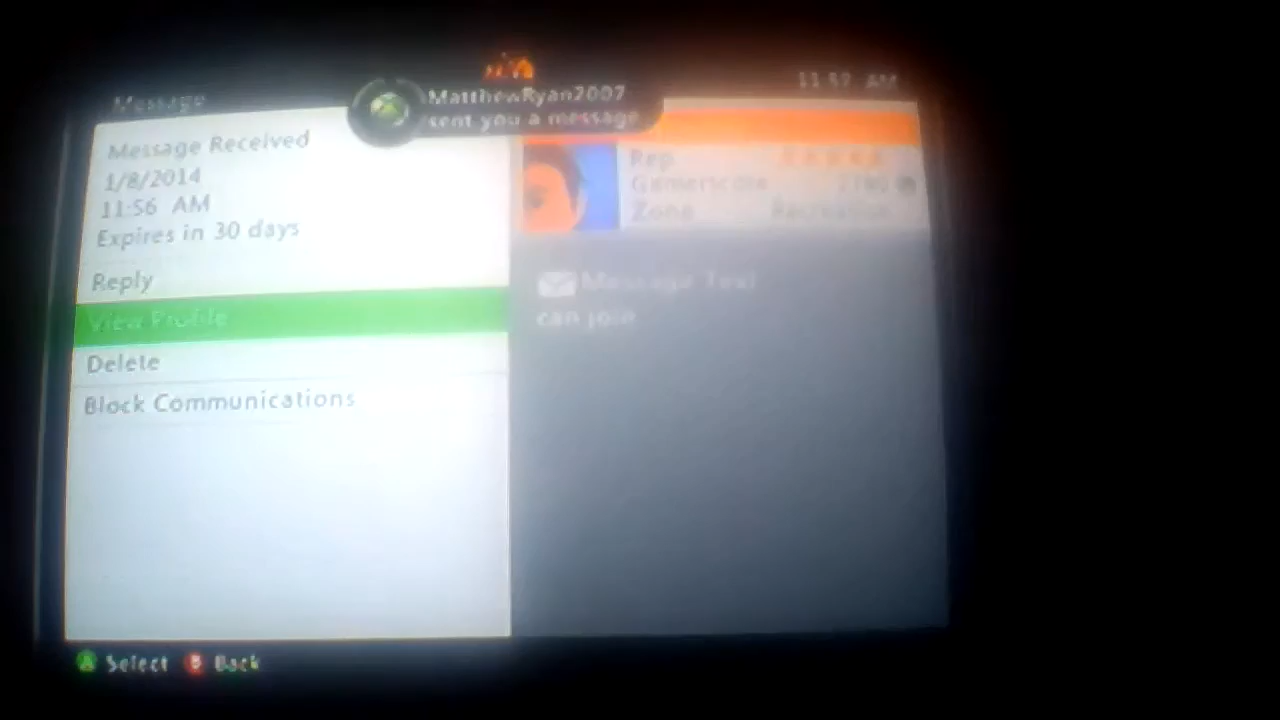 Message
MatthewRyan2007
sent you a message
Message Received
1/8/2014
11:56 AM
Expires in 30 days
Reply
View Profile
Delete
Block Communications
11:57 AM
Rep
Gamerscore
Zone Recreation
Message Text
can join
A Select B Back